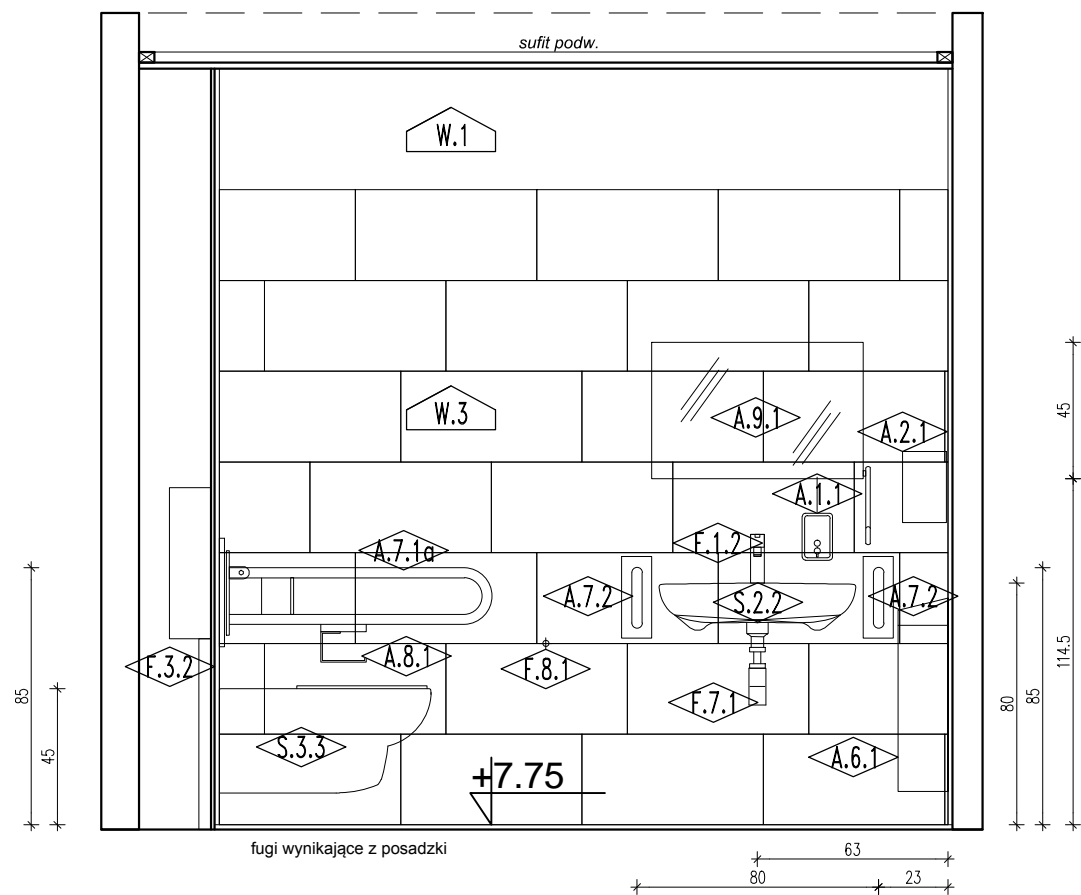 sufit podw.
W.1
W.3
A.9.1
A.2.1
45
A.1.1
F.1.2
A.7.1a
A.7.2
S.2.2
A.7.2
F.3.2
A.8.1
F.8.1
F.7.1
114.5
85
45
80
85
S.3.3
A.6.1
+7.75
fugi wynikające z posadzki
63
80
23